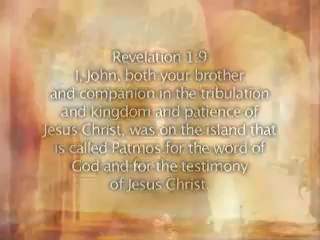 Revelation 1:9
I, John, both your brother
and companion in the tribulation
and kingdom and patience of
Jesus Christ, was on the island that
is called Patmos for the word of
God and for the testimony
of Jesus Christ.